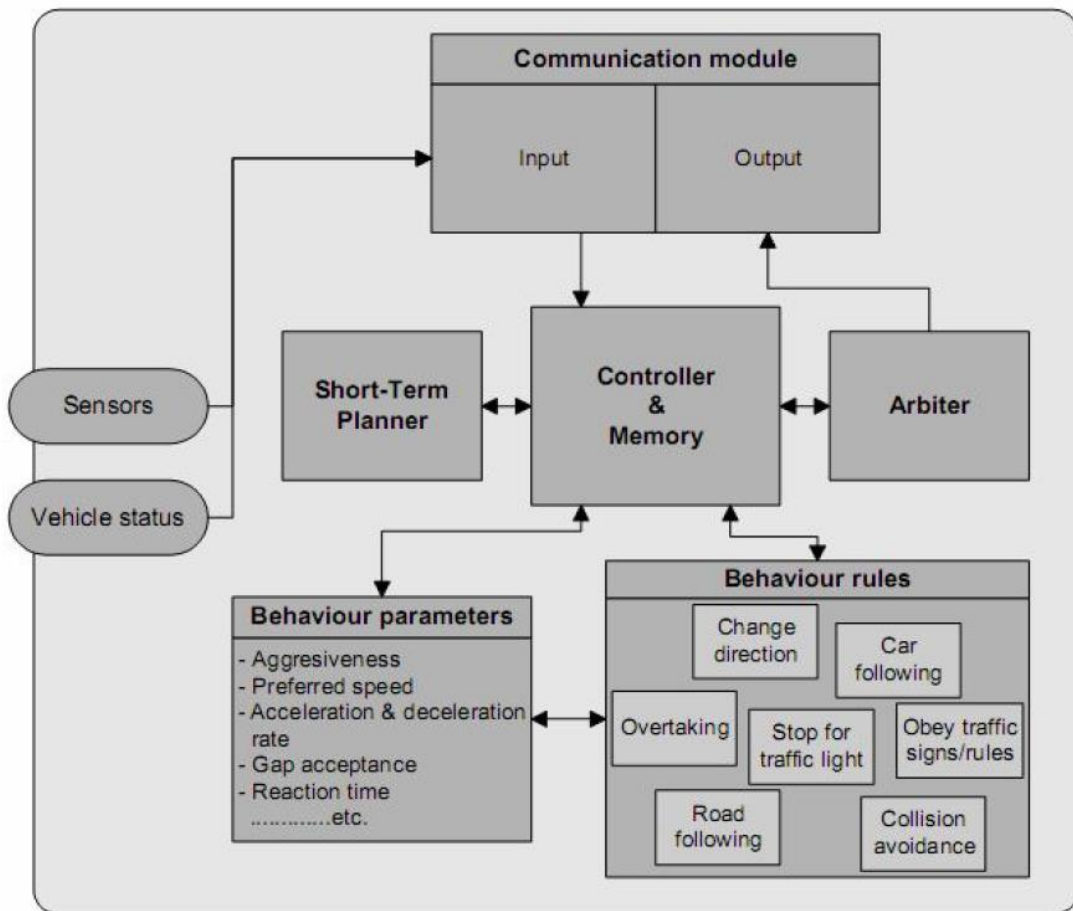 Communication module
Input
Output
Sensors
Vehicle status
Short-Term
Planner
Controller
&
Memory
Arbiter
Behaviour parameters
- Aggresiveness
- Preferred speed
- Acceleration & deceleration
rate
- Gap acceptance
- Reaction time
.............etc.
Behaviour rules
Change
direction
Car
following
Overtaking
Stop for
traffic light
Obey traffic
signs/rules
Road
following
Collision
avoidance